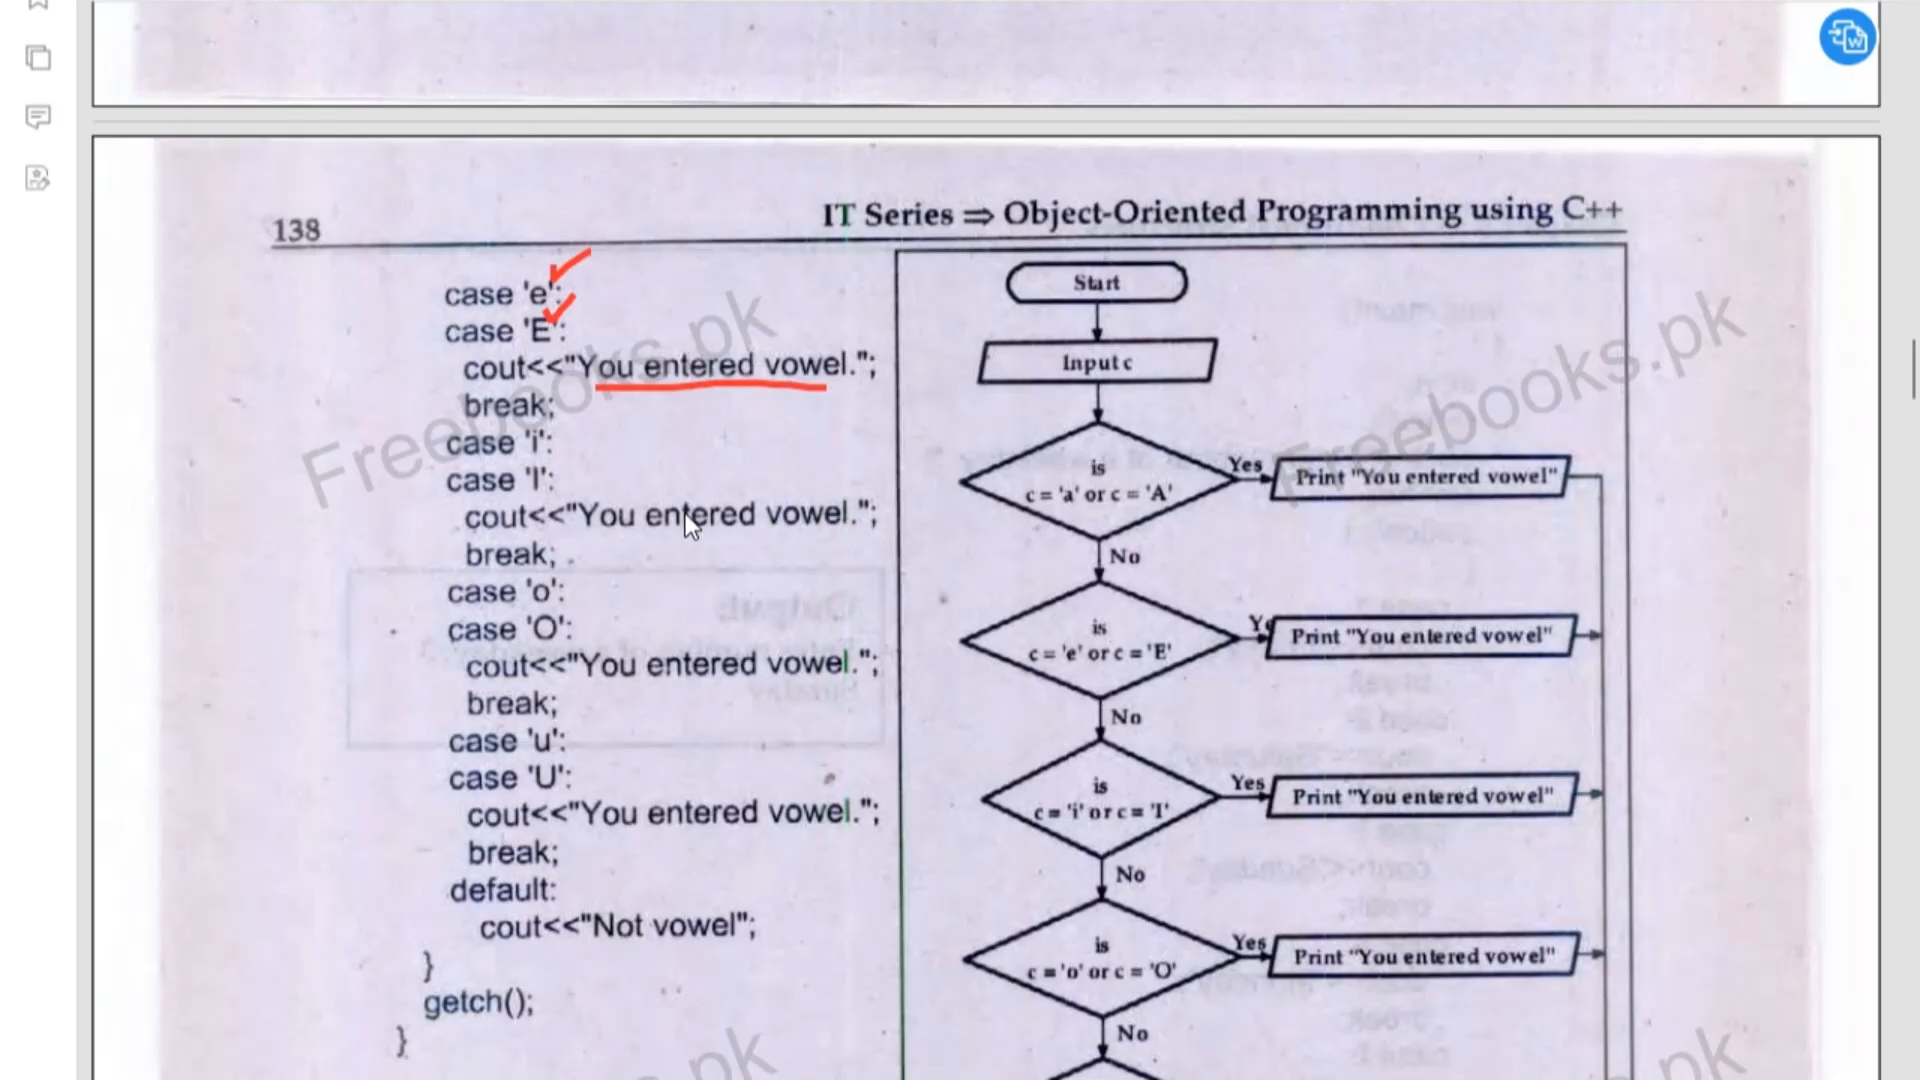 138
IT Series ⇒ Object-Oriented Programming using C++
case 'e':
case 'E':
cout<<"You entered vowel.";
break;
case 'i':
case 'I':
cout<<"You entered vowel.";
break;
case 'o':
case 'O':
cout<<"You entered vowel.";
break;
case 'u':
case 'U':
cout<<"You entered vowel.";
break;
default:
cout<<"Not vowel";
}
getch();
}
Start
Input c
is
c = 'a' or c = 'A'
Yes
Print "You entered vowel"
No
is
c = 'e' or c = 'E'
Print "You entered vowel"
No
is
c = 'i' or c = 'I'
Yes
Print "You entered vowel"
No
is
c = 'o' or c = 'O'
Yes
Print "You entered vowel"
No
Freebooks.pk
Freebooks.pk